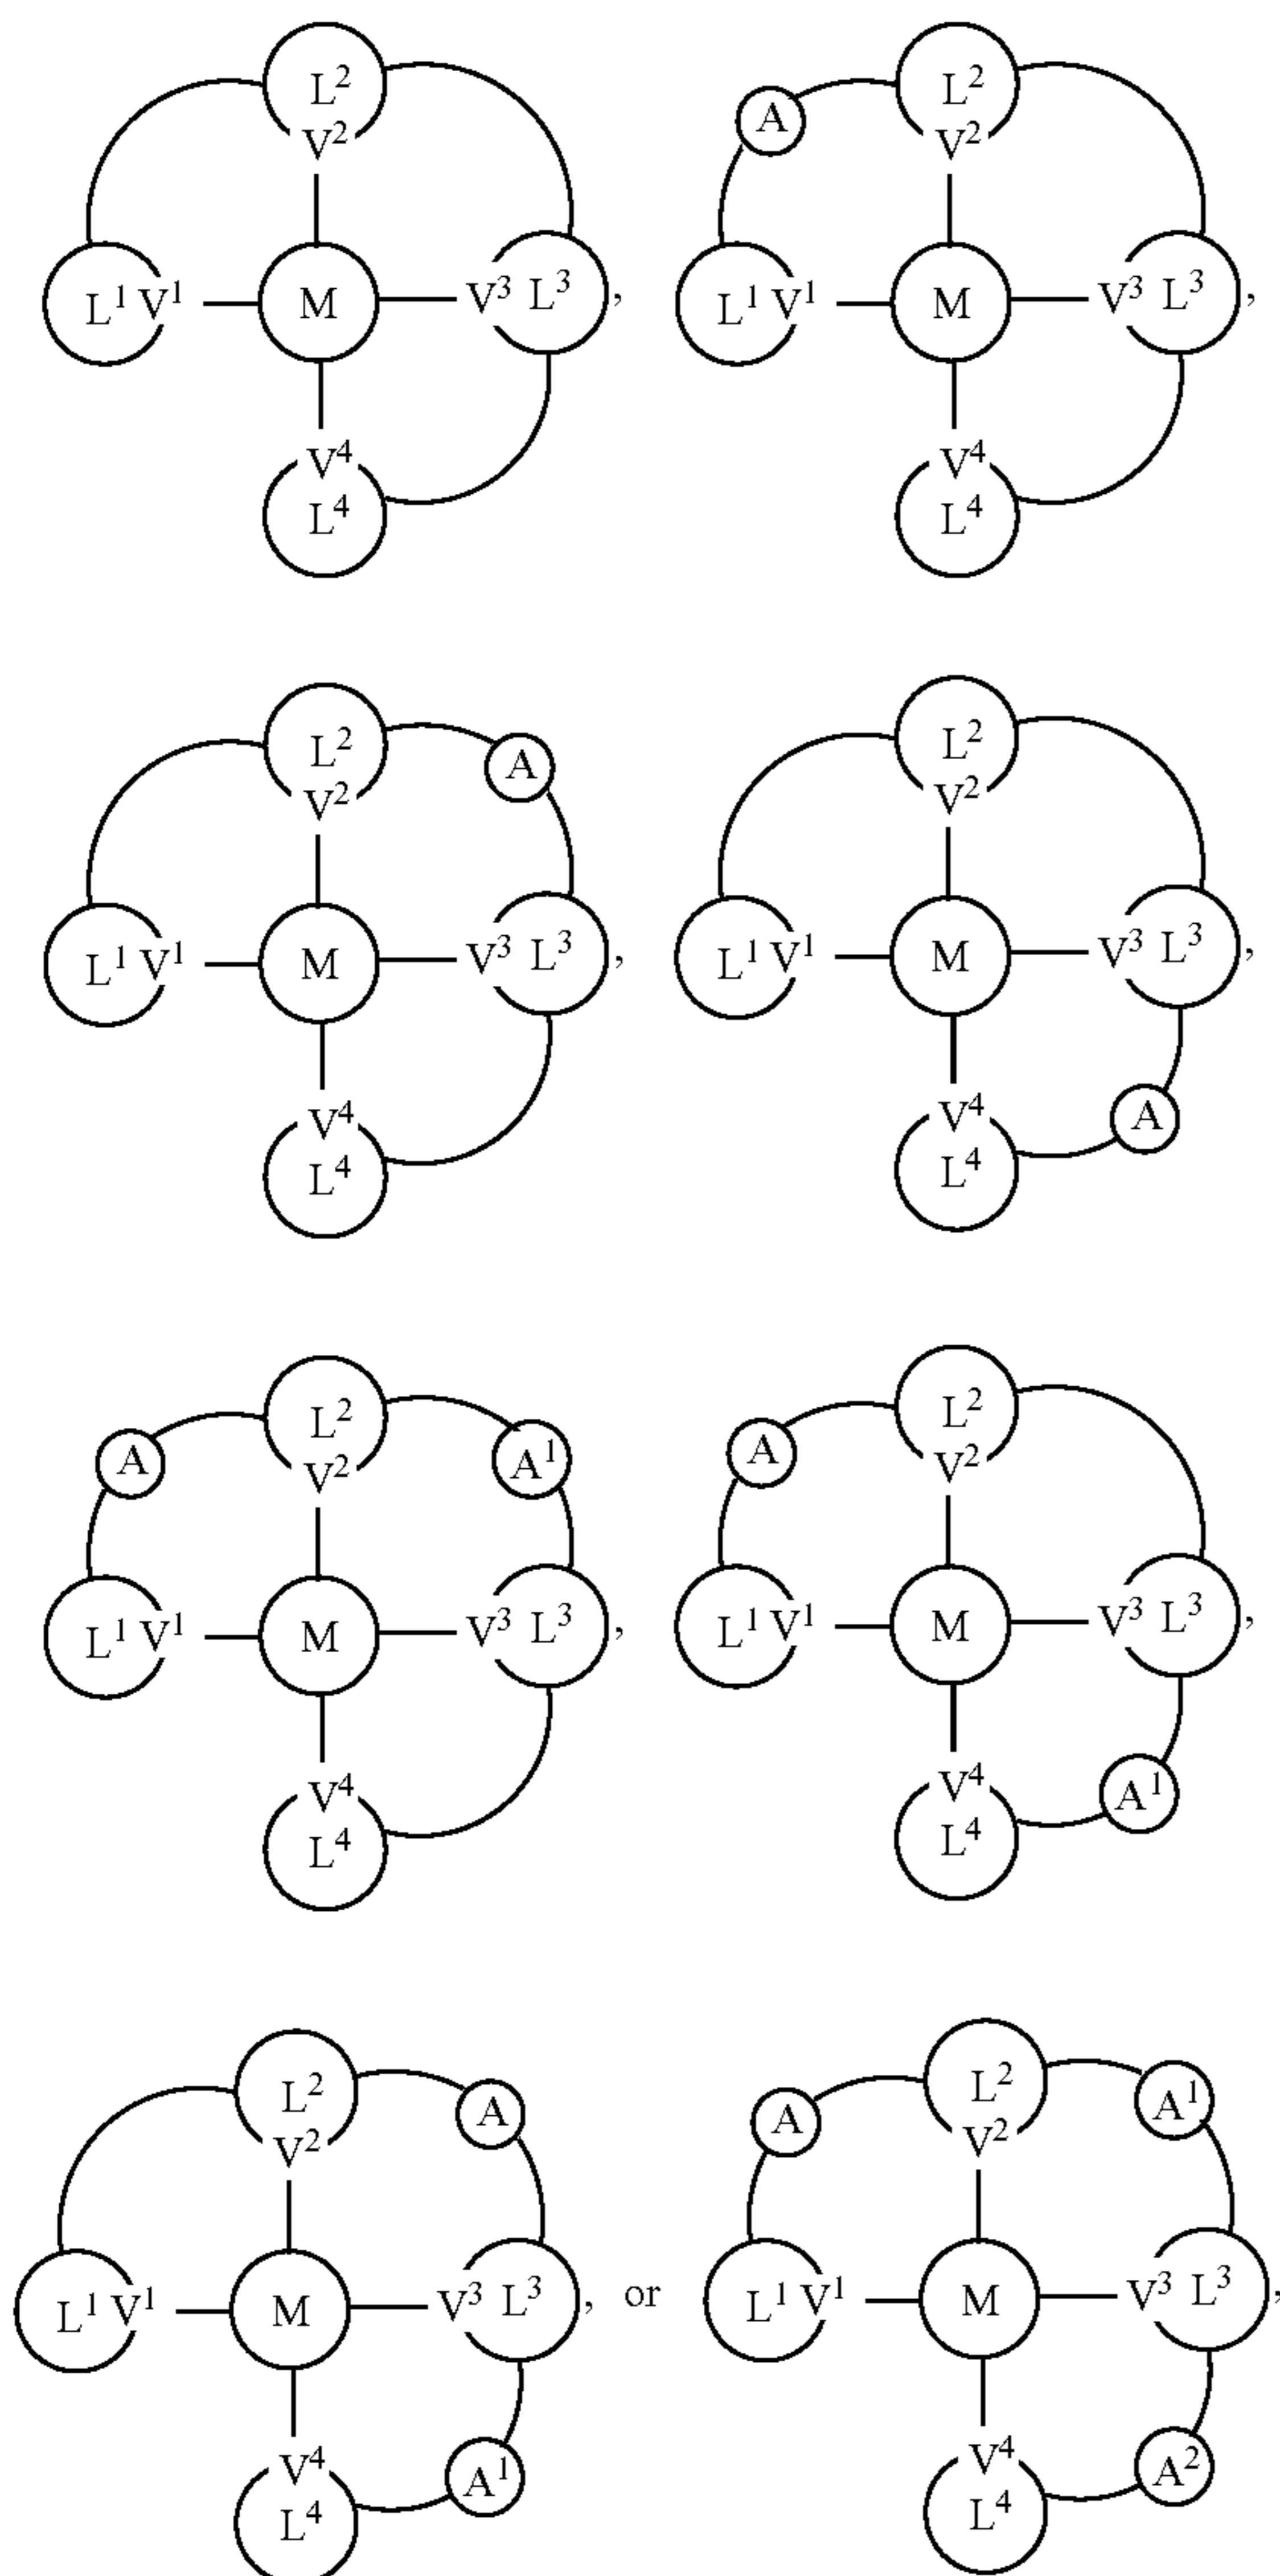 L² L²
A
V² V²
L¹ V¹ M V³ L³, L¹ V¹ M V³ L³,
V⁴ V⁴
L⁴ L⁴
L² L²
A
V² V²
L¹ V¹ M V³ L³, L¹ V¹ M V³ L³,
V⁴ V⁴
A
L⁴ L⁴
L² L²
A A¹ A
V² V²
L¹ V¹ M V³ L³, L¹ V¹ M V³ L³,
V⁴ V⁴ A¹
L⁴ L⁴
L² L² A¹
A A
V² V²
L¹ V¹ M V³ L³, or L¹ V¹ M V³ L³,
V⁴ V⁴
A¹ A²
L⁴ L⁴